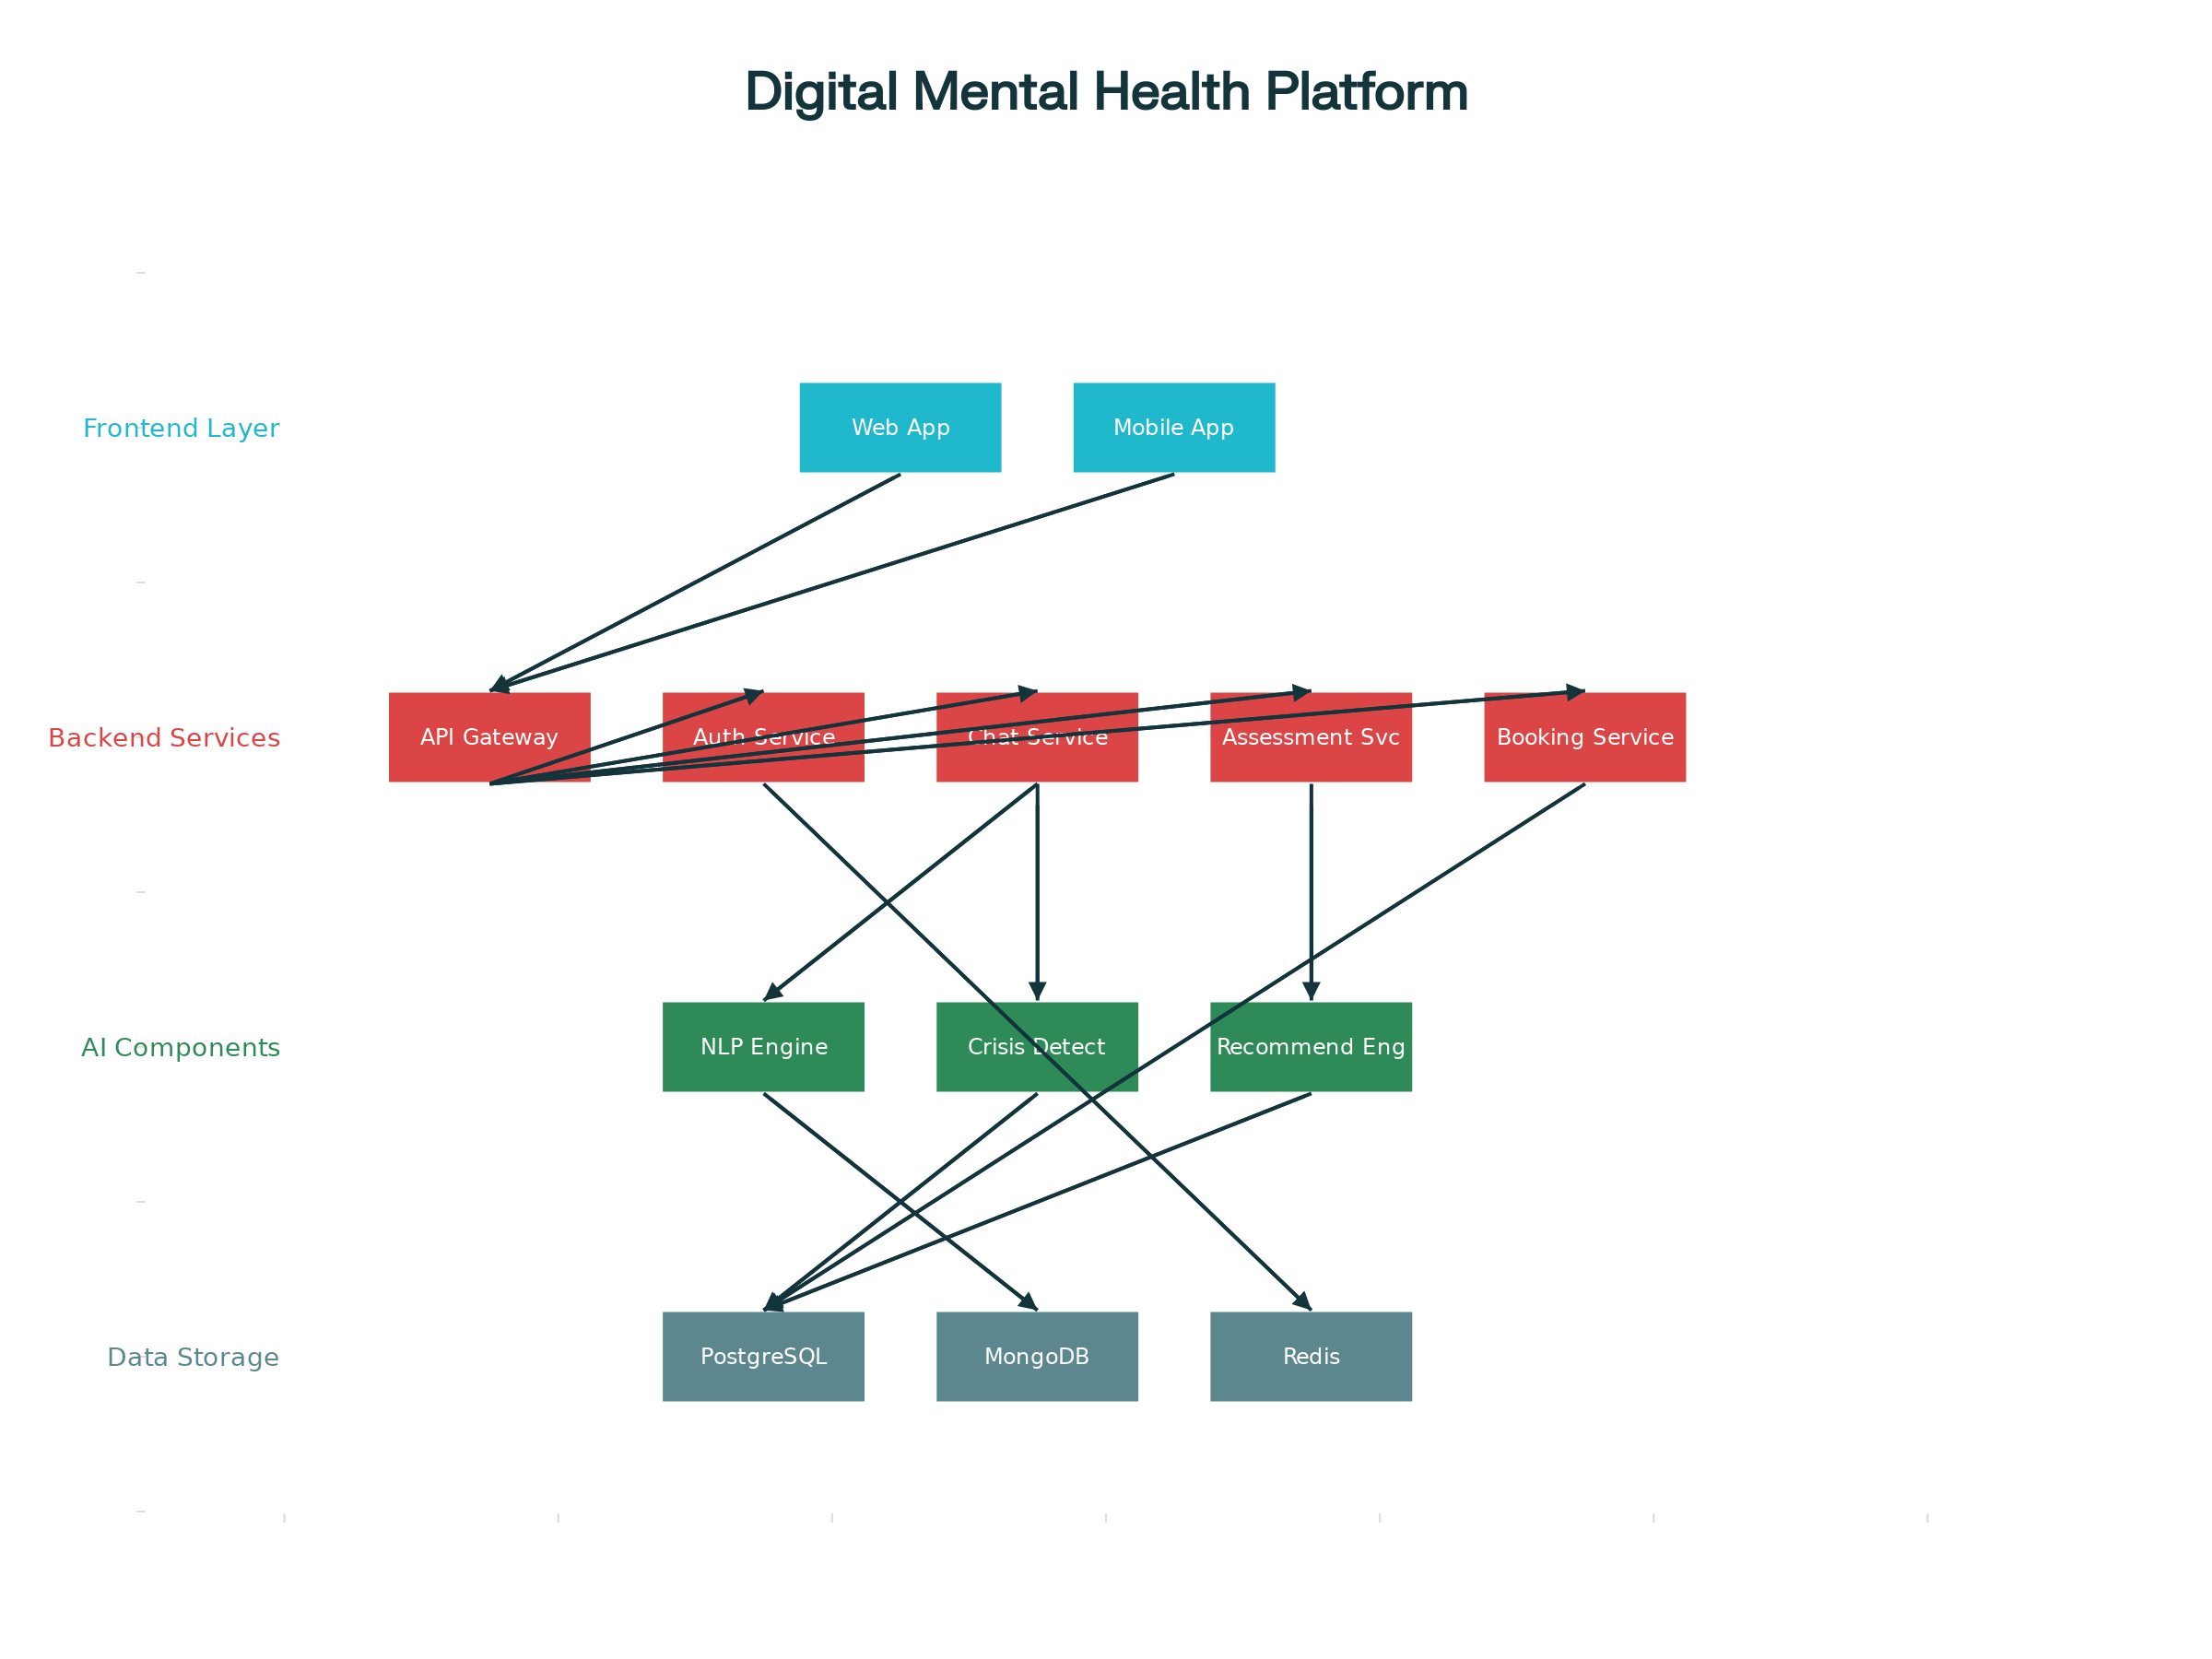 Digital Mental Health Platform
Frontend Layer
Web App
Mobile App
Backend Services
API Gateway
Auth Service
Chat Service
Assessment Svc
Booking Service
AI Components
NLP Engine
Crisis Detect
Recommend Eng
Data Storage
PostgreSQL
MongoDB
Redis